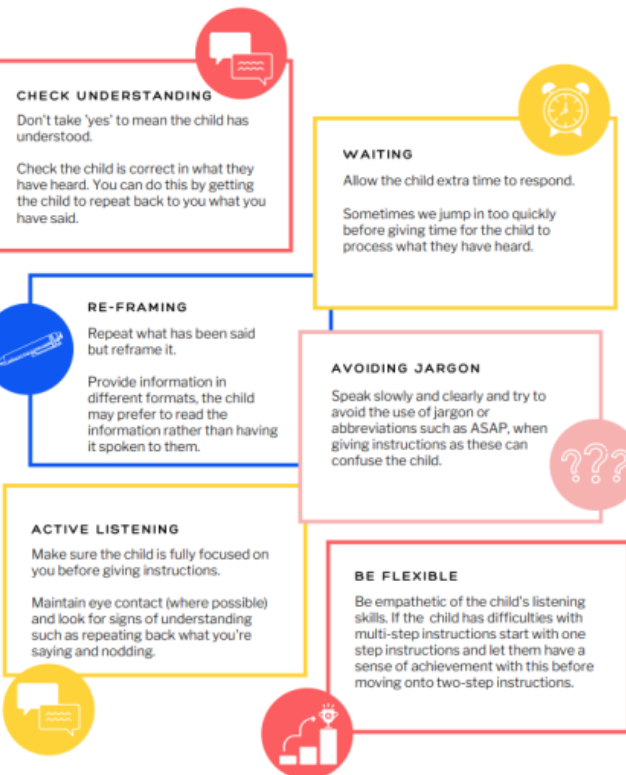 CHECK UNDERSTANDING
Don't take 'yes' to mean the child has
understood.
Check the child is correct in what they
have heard. You can do this by getting
the child to repeat back to you what you
have said.
WAITING
Allow the child extra time to respond.
Sometimes we jump in too quickly
before giving time for the child to
process what they have heard.
RE-FRAMING
Repeat what has been said
but reframe it.
Provide information in
different formats, the child
may prefer to read the
information rather than having
it spoken to them.
AVOIDING JARGON
Speak slowly and clearly and try to
avoid the use of jargon or
abbreviations such as ASAP, when
giving instructions as these can
confuse the child.
???
ACTIVE LISTENING
Make sure the child is fully focused on
you before giving instructions.
Maintain eye contact (where possible)
and look for signs of understanding
such as repeating back what you're
saying and nodding.
BE FLEXIBLE
Be empathetic of the child's listening
skills. If the child has difficulties with
multi-step instructions start with one
step instructions and let them have a
sense of achievement with this before
moving onto two-step instructions.